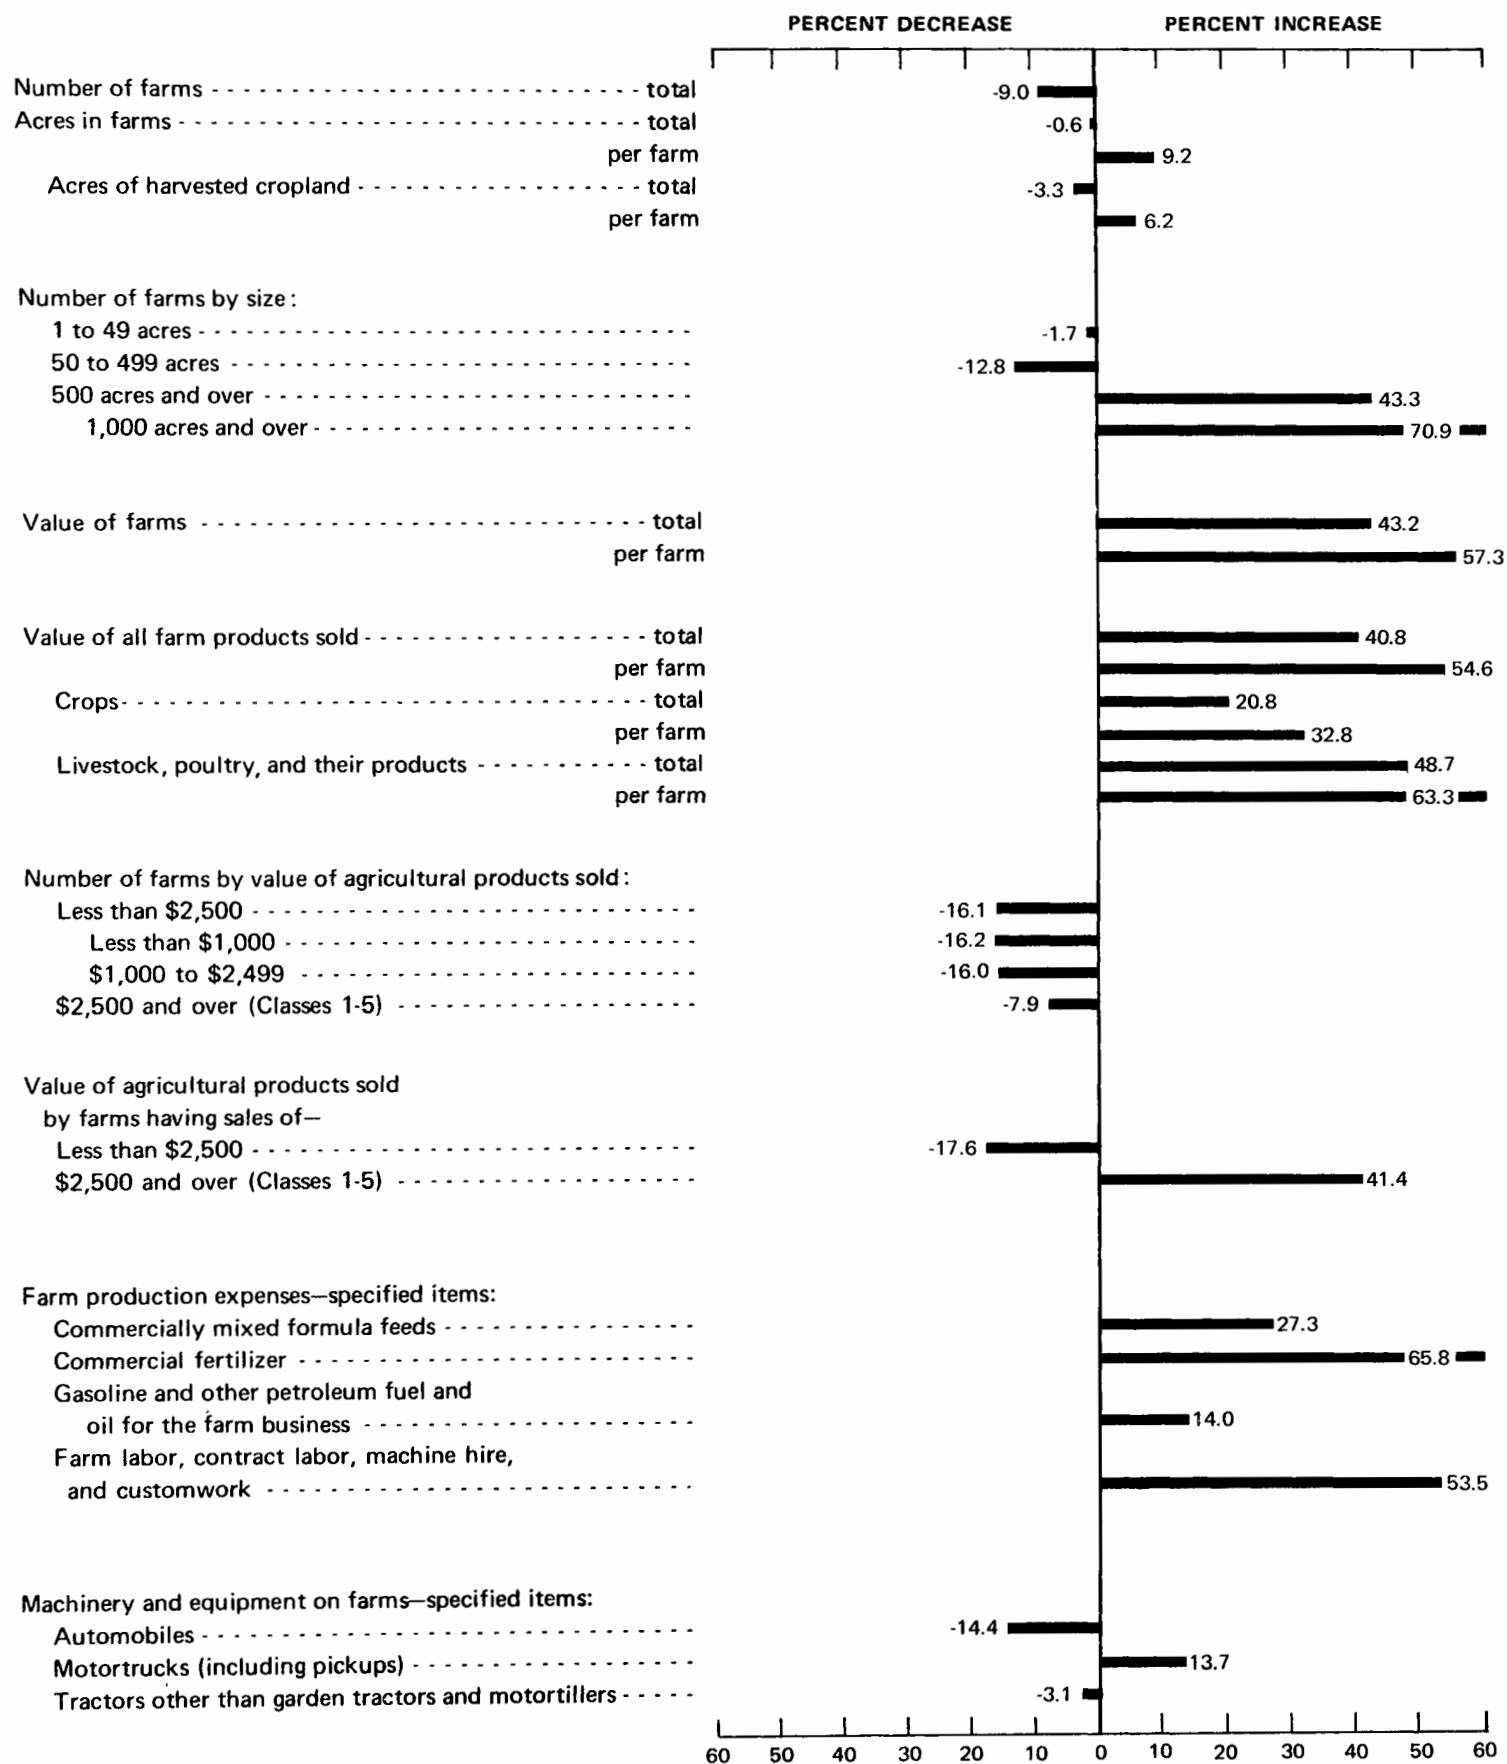 PERCENT DECREASE PERCENT INCREASE
Number of farms - - - - - - - - - - - - - - - - - - - - - - - - - - - total -9.0
Acres in farms - - - - - - - - - - - - - - - - - - - - - - - - - - - - - total -0.6
per farm 9.2
Acres of harvested cropland - - - - - - - - - - - - - - - - - - total -3.3
per farm 6.2
Number of farms by size:
1 to 49 acres - - - - - - - - - - - - - - - - - - - - - - - - - - - - - - - -1.7
50 to 499 acres - - - - - - - - - - - - - - - - - - - - - - - - - - - - - -12.8
500 acres and over - - - - - - - - - - - - - - - - - - - - - - - - - - - 43.3
1,000 acres and over - - - - - - - - - - - - - - - - - - - - - - - - 70.9
Value of farms - - - - - - - - - - - - - - - - - - - - - - - - - - - - total 43.2
per farm 57.3
Value of all farm products sold - - - - - - - - - - - - - - - - - - total 40.8
per farm 54.6
Crops - - - - - - - - - - - - - - - - - - - - - - - - - - - - - - - - - total 20.8
per farm 32.8
Livestock, poultry, and their products - - - - - - - - - - - total 48.7
per farm 63.3
Number of farms by value of agricultural products sold:
Less than $2,500 - - - - - - - - - - - - - - - - - - - - - - - - - - - - -16.1
Less than $1,000 - - - - - - - - - - - - - - - - - - - - - - - - - - -16.2
$1,000 to $2,499 - - - - - - - - - - - - - - - - - - - - - - - - - -16.0
$2,500 and over (Classes 1-5) - - - - - - - - - - - - - - - - - - - -7.9
Value of agricultural products sold
by farms having sales of—
Less than $2,500 - - - - - - - - - - - - - - - - - - - - - - - - - - - - -17.6
$2,500 and over (Classes 1-5) - - - - - - - - - - - - - - - - - - - 41.4
Farm production expenses—specified items:
Commercially mixed formula feeds - - - - - - - - - - - - - - - - 27.3
Commercial fertilizer - - - - - - - - - - - - - - - - - - - - - - - - - 65.8
Gasoline and other petroleum fuel and
oil for the farm business - - - - - - - - - - - - - - - - - - - - - 14.0
Farm labor, contract labor, machine hire,
and customwork - - - - - - - - - - - - - - - - - - - - - - - - - - - 53.5
Machinery and equipment on farms—specified items:
Automobiles - - - - - - - - - - - - - - - - - - - - - - - - - - - - - - - -14.4
Motortrucks (including pickups) - - - - - - - - - - - - - - - - - - 13.7
Tractors other than garden tractors and motortillers - - - - - -3.1
60 50 40 30 20 10 0 10 20 30 40 50 60